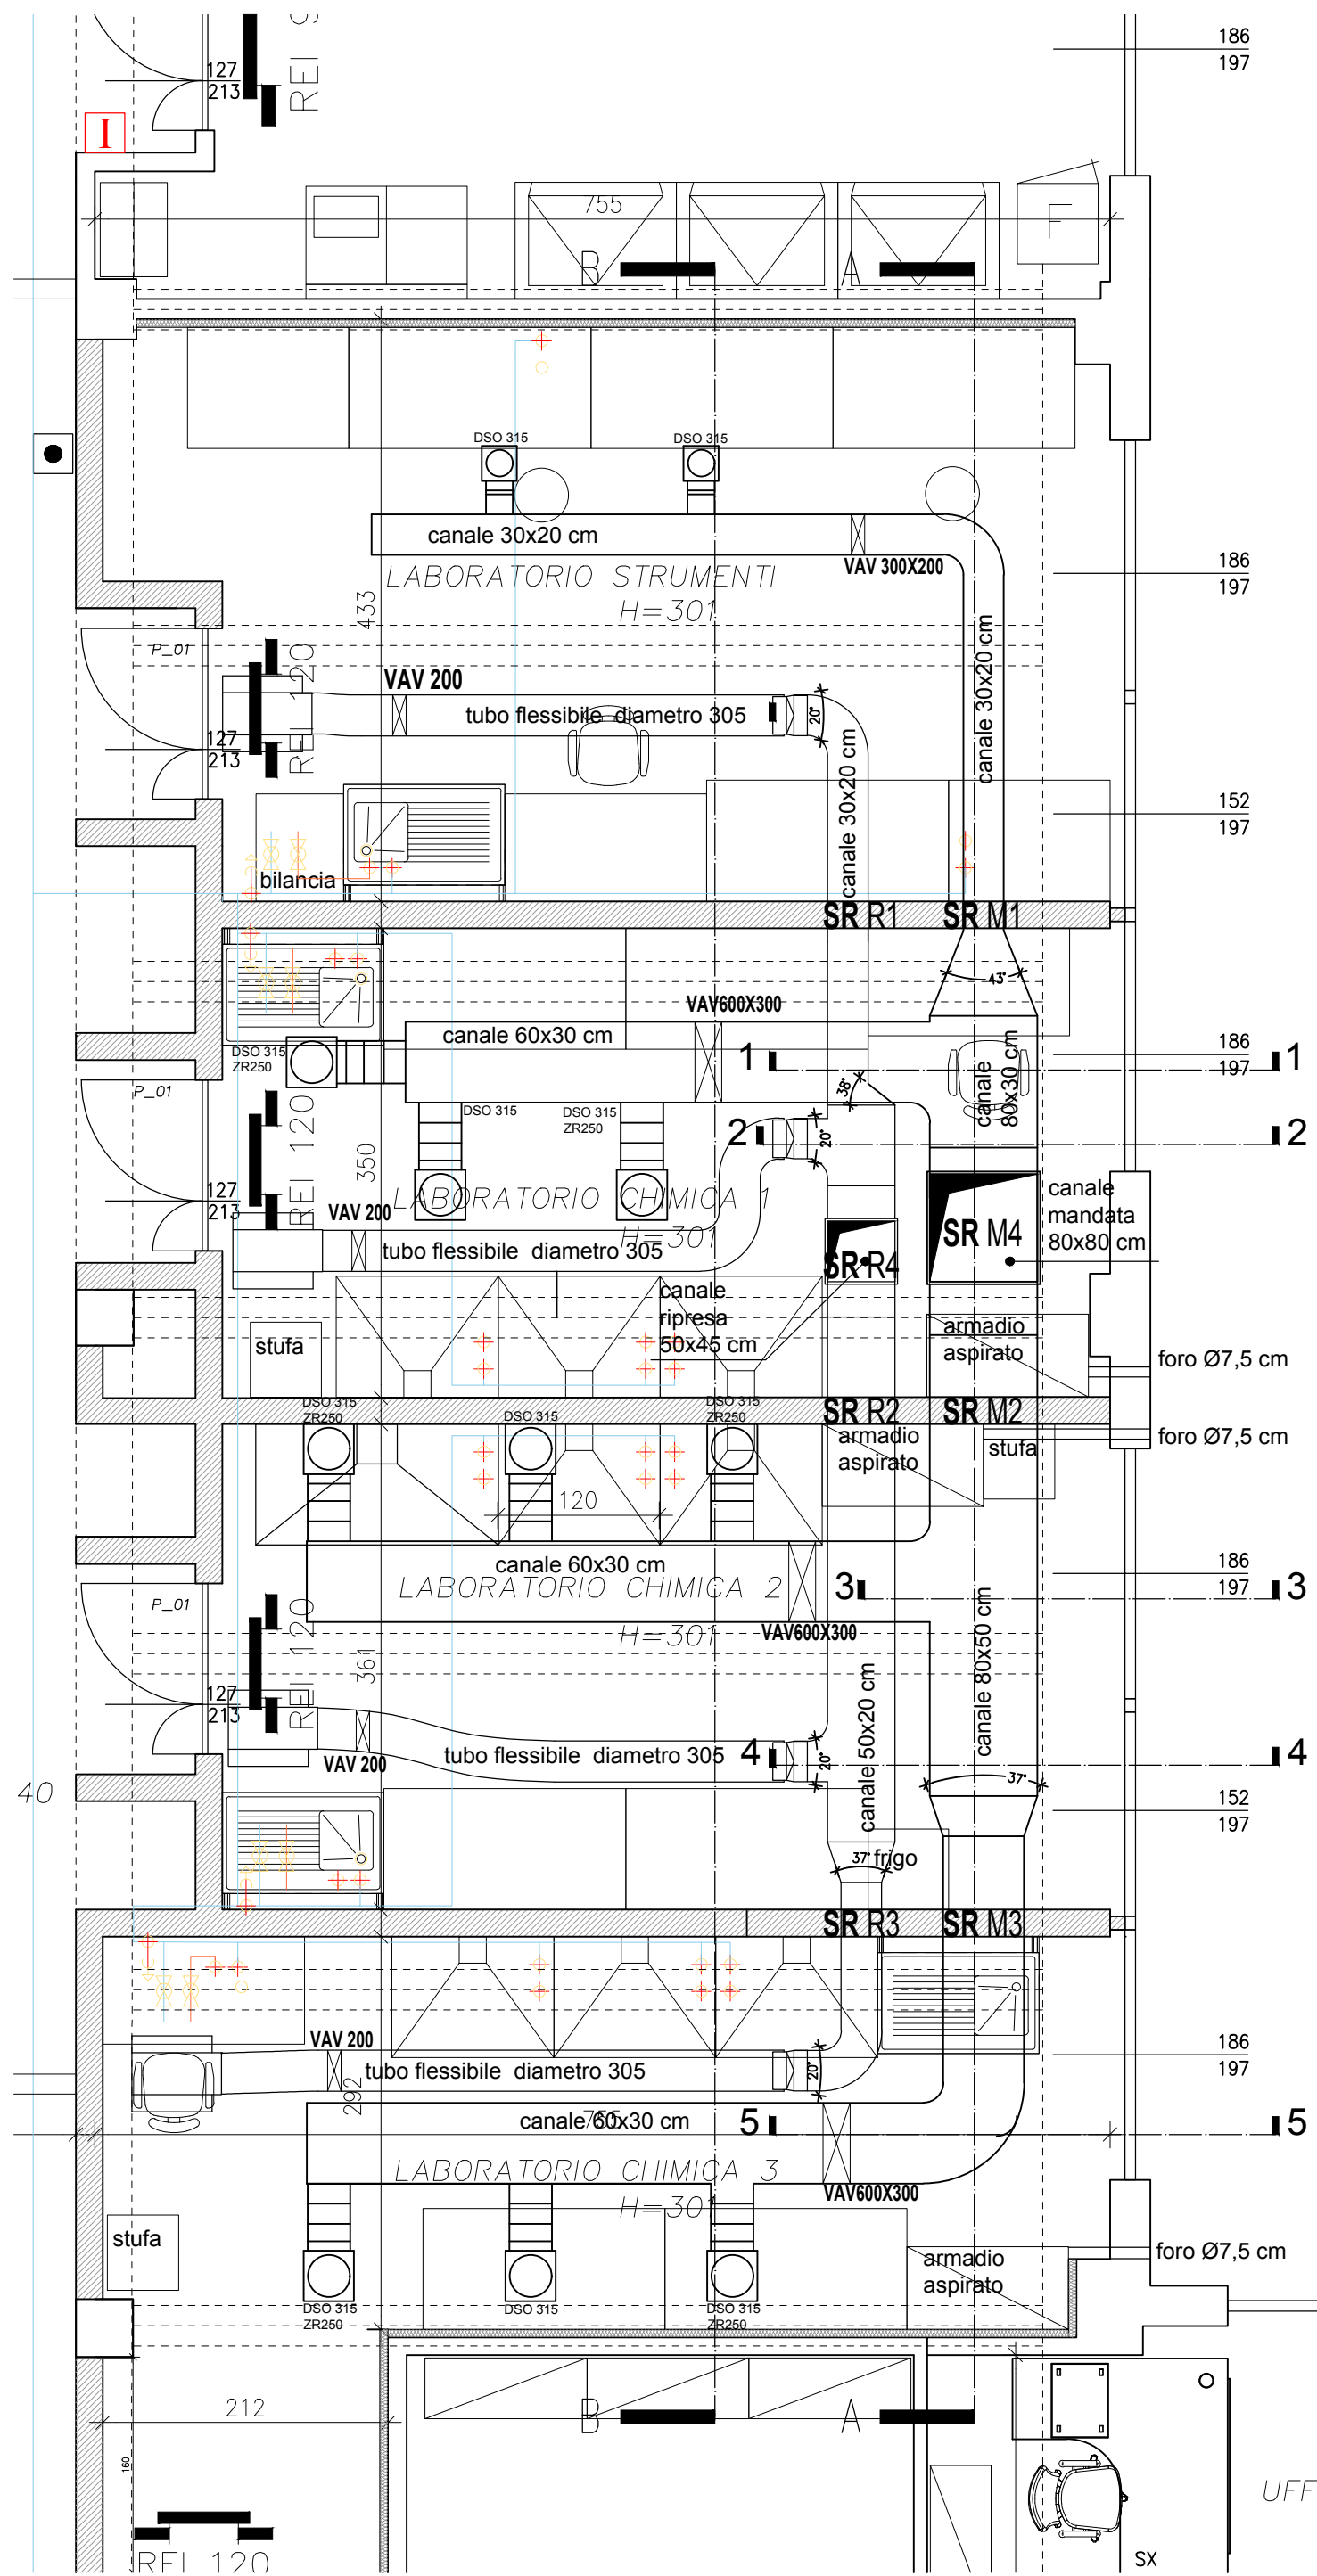 186
197
127
213
I
755
F
B
A
DSO 315
DSO 315
canale 30x20 cm
VAV 300X200
LABORATORIO STRUMENTI
H=301
186
197
433
P_01
REI 120
canale 30x20 cm
VAV 200
tubo flessibile diametro 305
20°
127
213
canale 30x20 cm
152
197
bilancia
SR R1
SR M1
43°
VAV600X300
canale 60x30 cm
DSO 315
ZR250
1
186
197
1
canale
80x30 cm
P_01
38°
REI 120
DSO 315
DSO 315
ZR250
2
20°
2
350
127
213
LABORATORIO CHIMICA 1
H=301
VAV 200
canale
mandata
80x80 cm
SR M4
tubo flessibile diametro 305
SR R4
canale
ripresa
50x45 cm
stufa
armadio
aspirato
foro Ø7,5 cm
DSO 315
ZR250
DSO 315
DSO 315
ZR250
SR R2
SR M2
armadio
aspirato
stufa
foro Ø7,5 cm
120
canale 60x30 cm
LABORATORIO CHIMICA 2
H=301
VAV600X300
3
186
197
3
P_01
REI 120
361
canale 80x50 cm
canale 50x20 cm
127
213
VAV 200
tubo flessibile diametro 305
4
20°
4
37°
40
152
197
37°
frigo
SR R3
SR M3
VAV 200
tubo flessibile diametro 305
20°
186
197
292
canale 60x30 cm
755
5
5
LABORATORIO CHIMICA 3
H=301
VAV600X300
stufa
armadio
aspirato
foro Ø7,5 cm
DSO 315
ZR250
DSO 315
DSO 315
ZR250
212
B
A
160
UFF
SX
REI 120